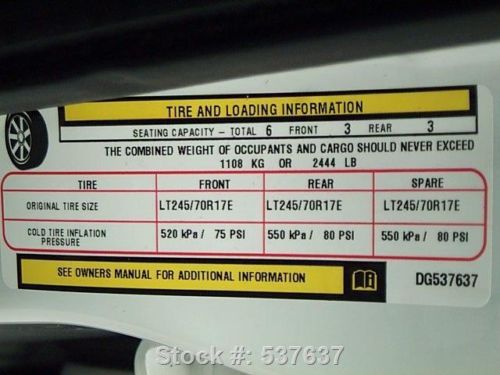 TIRE AND LOADING INFORMATION
SEATING CAPACITY - TOTAL 6 FRONT 3 REAR 3
THE COMBINED WEIGHT OF OCCUPANTS AND CARGO SHOULD NEVER EXCEED
1108 KG OR 2444 LB
TIRE FRONT REAR SPARE
ORIGINAL TIRE SIZE LT245/70R17E LT245/70R17E LT245/70R17E
COLD TIRE INFLATION PRESSURE 520 kPa / 75 PSI 550 kPa / 80 PSI 550 kPa / 80 PSI
SEE OWNERS MANUAL FOR ADDITIONAL INFORMATION DG537637
Stock #: 537637